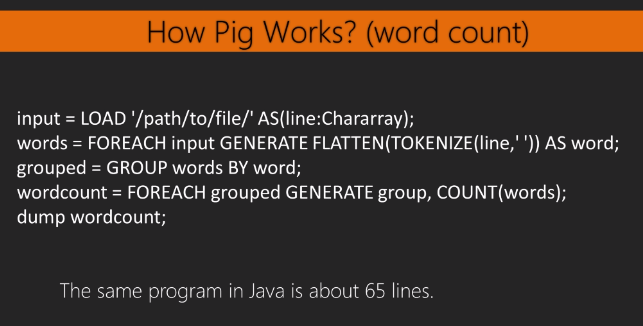 How Pig Works? (word count)
input = LOAD '/path/to/file/' AS(line:Chararray);
words = FOREACH input GENERATE FLATTEN(TOKENIZE(line,' ')) AS word;
grouped = GROUP words BY word;
wordcount = FOREACH grouped GENERATE group, COUNT(words);
dump wordcount;
The same program in Java is about 65 lines.